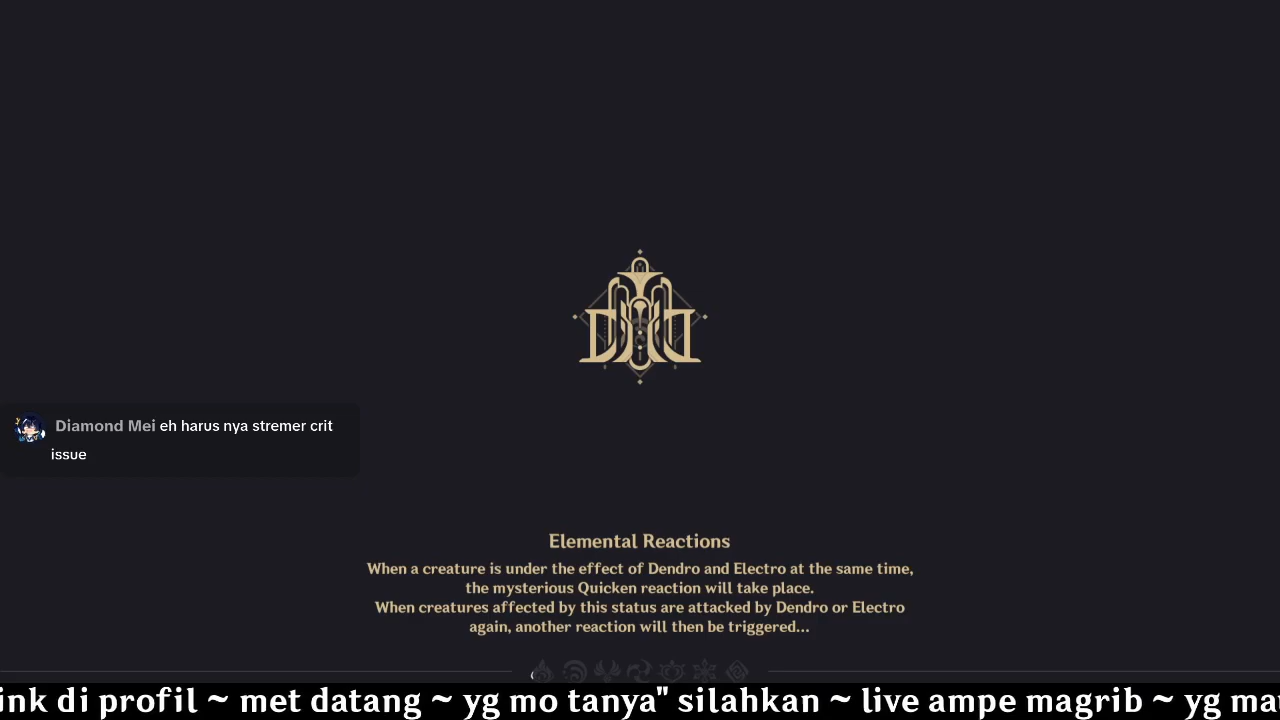 Diamond Mei eh harus nya stremer crit
issue
Elemental Reactions
When a creature is under the effect of Dendro and Electro at the same time,
the mysterious Quicken reaction will take place.
When creatures affected by this status are attacked by Dendro or Electro
again, another reaction will then be triggered...
ink di profil ~ met datang ~ yg mo tanya" silahkan ~ live ampe magrib ~ yg ma